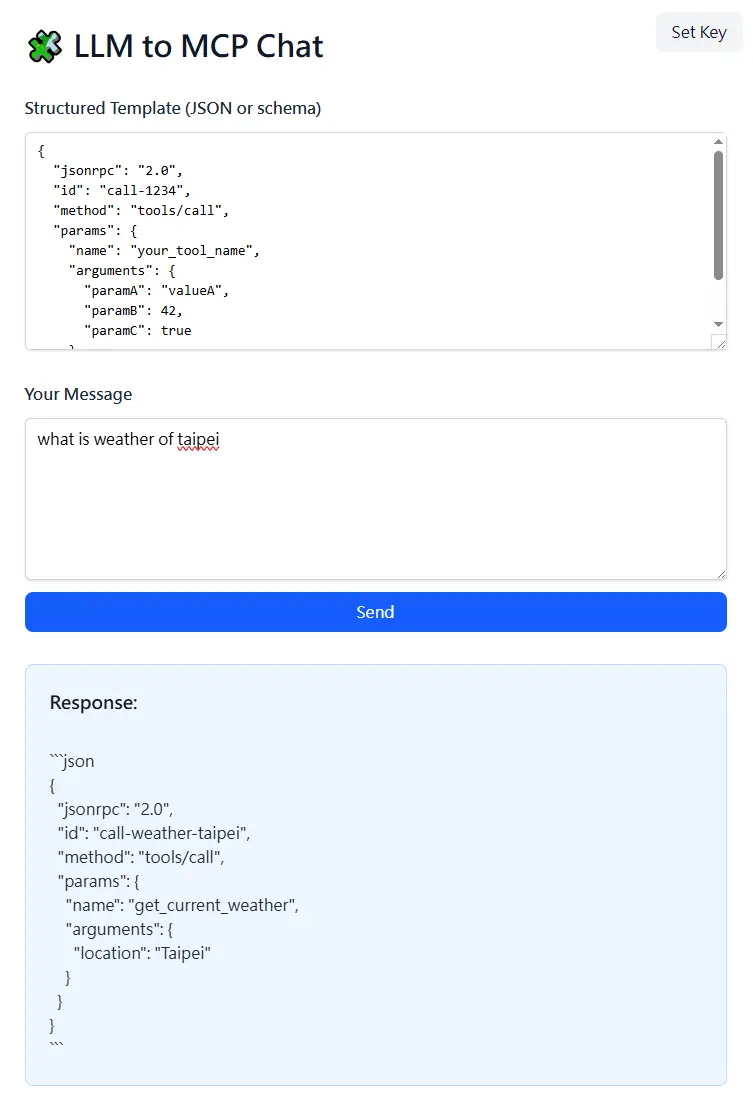 LLM to MCP Chat
Set Key
Structured Template (JSON or schema)
{
  "jsonrpc": "2.0",
  "id": "call-1234",
  "method": "tools/call",
  "params": {
    "name": "your_tool_name",
    "arguments": {
      "paramA": "valueA",
      "paramB": 42,
      "paramC": true
    }
Your Message
what is weather of taipei
Send
Response:
```json
{
  "jsonrpc": "2.0",
  "id": "call-weather-taipei",
  "method": "tools/call",
  "params": {
    "name": "get_current_weather",
    "arguments": {
      "location": "Taipei"
    }
  }
}
```